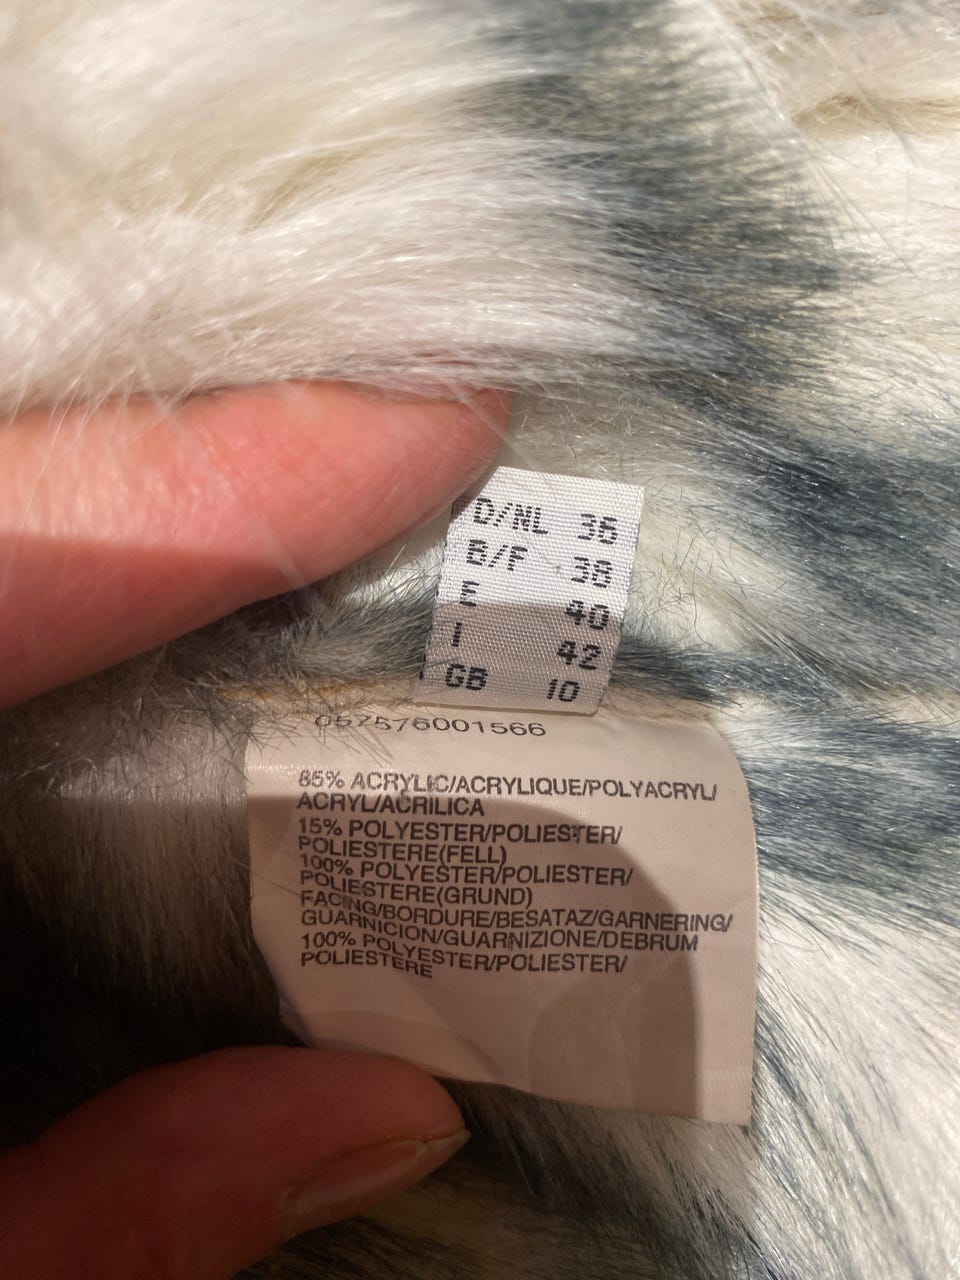 D/NL 36
B/F 38
E 40
I 42
GB 10
057576001566
85% ACRYLIC/ACRYLIQUE/POLYACRYL/
ACRYL/ACRILICA
15% POLYESTER/POLIESTER/
POLIESTERE(FELL)
100% POLYESTER/POLIESTER/
POLIESTERE(GRUND)
FACING/BORDURE/BESATAZ/GARNERING/
GUARNICION/GUARNIZIONE/DEBRUM
100% POLYESTER/POLIESTER/
POLIESTERE